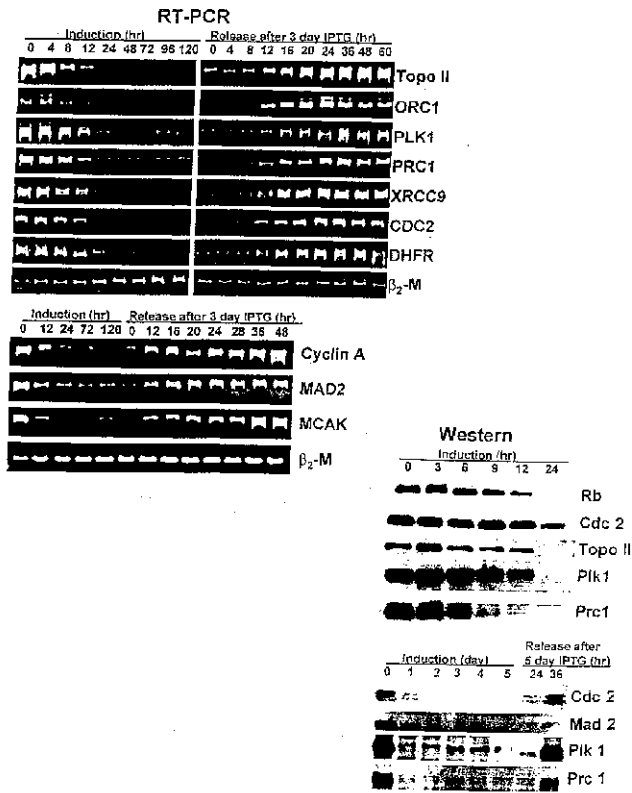 RT-PCR
Induction (hr) Release after 3 day IPTG (hr)
0 4 8 12 24 48 72 96 120 0 4 8 12 16 20 24 36 48 60
Topo II
ORC1
PLK1
PRC1
XRCC9
CDC2
DHFR
β2-M
Induction (hr) Release after 3 day IPTG (hr)
0 12 24 72 120 0 12 16 20 24 28 36 48
Cyclin A
MAD2
MCAK
β2-M
Western
Induction (hr)
0 3 6 9 12 24
Rb
Cdc 2
Topo II
Plk1
Prc1
Release after
Induction (day) 5 day IPTG (hr)
0 1 2 3 4 5 24 36
Cdc 2
Mad 2
Plk 1
Prc 1